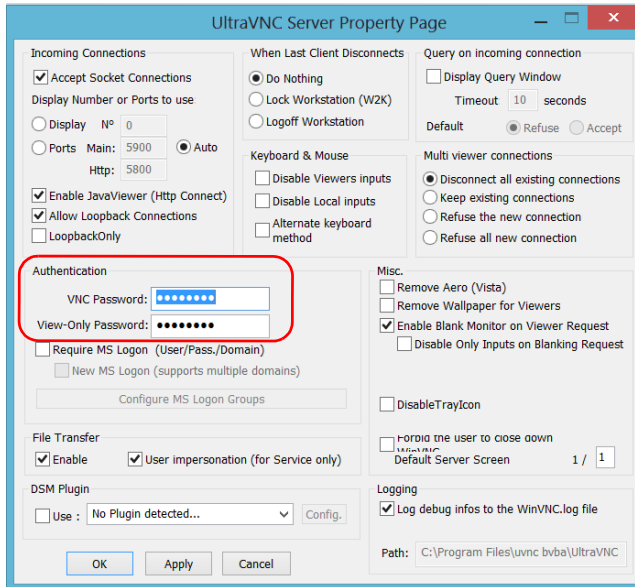 UltraVNC Server Property Page
Incoming Connections
Accept Socket Connections
Display Number or Ports to use
Display Nº 0
Ports Main: 5900 Auto
Http: 5800
Enable JavaViewer (Http Connect)
Allow Loopback Connections
LoopbackOnly
When Last Client Disconnects
Do Nothing
Lock Workstation (W2K)
Logoff Workstation
Keyboard & Mouse
Disable Viewers inputs
Disable Local inputs
Alternate keyboard
method
Query on incoming connection
Display Query Window
Timeout 10 seconds
Default Refuse Accept
Multi viewer connections
Disconnect all existing connections
Keep existing connections
Refuse the new connection
Refuse all new connection
Authentication
VNC Password:
View-Only Password:
Require MS Logon (User/Pass./Domain)
New MS Logon (supports multiple domains)
Configure MS Logon Groups
Misc.
Remove Aero (Vista)
Remove Wallpaper for Viewers
Enable Blank Monitor on Viewer Request
Disable Only Inputs on Blanking Request
DisableTrayIcon
Forbid the user to close down
WinVNC
Default Server Screen 1 / 1
File Transfer
Enable User impersonation (for Service only)
DSM Plugin
Use : No Plugin detected... Config.
Logging
Log debug infos to the WinVNC.log file
Path: C:\Program Files\uvnc bvba\UltraVNC
OK Apply Cancel